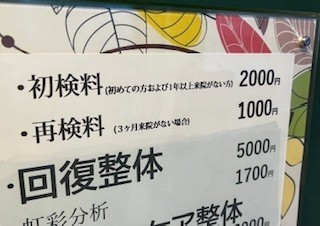 ・初検料(初めての方および1年以上来院がない方) 2000円
・再検料(3ヶ月来院がない場合) 1000円
・回復整体 5000円
1700円
虹彩分析
ケア整体